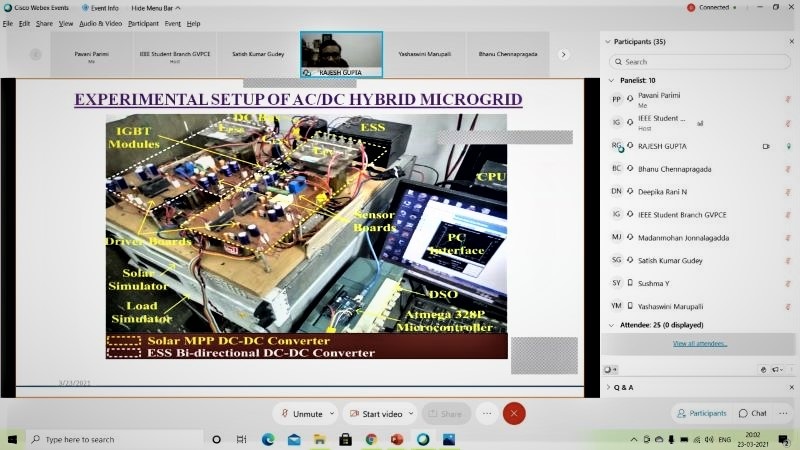 Cisco Webex Events
Event Info
Hide Menu Bar
Connected
File Edit Share View Audio & Video Participant Event Help
Pavani Parimi
Me
IEEE Student Branch GVPCE
Host
Satish Kumar Gudey
RAJESH GUPTA
Yashaswini Marupalli
Bhanu Chennapragada
EXPERIMENTAL SETUP OF AC/DC HYBRID MICROGRID
IGBT
Modules
DC Bus
ESS
CPU
Driver Boards
Sensor
Boards
PC
Interface
Solar
Simulator
Load
Simulator
DSO
Atmega 328P
Microcontroller
Solar MPP DC-DC Converter
ESS Bi-directional DC-DC Converter
3/23/2021
Participants (35)
Search
Panelist: 10
PP Pavani Parimi
Me
IG IEEE Student ...
Host
RG RAJESH GUPTA
BC Bhanu Chennapragada
DN Deepika Rani N
IG IEEE Student Branch GVPCE
MJ Madanmohan Jonnalagadda
SG Satish Kumar Gudey
SY Sushma Y
YM Yashaswini Marupalli
Attendee: 25 (0 displayed)
View all attendees...
Q & A
Unmute
Start video
Share
Participants
Chat
Type here to search
ENG
20:02
23-03-2021